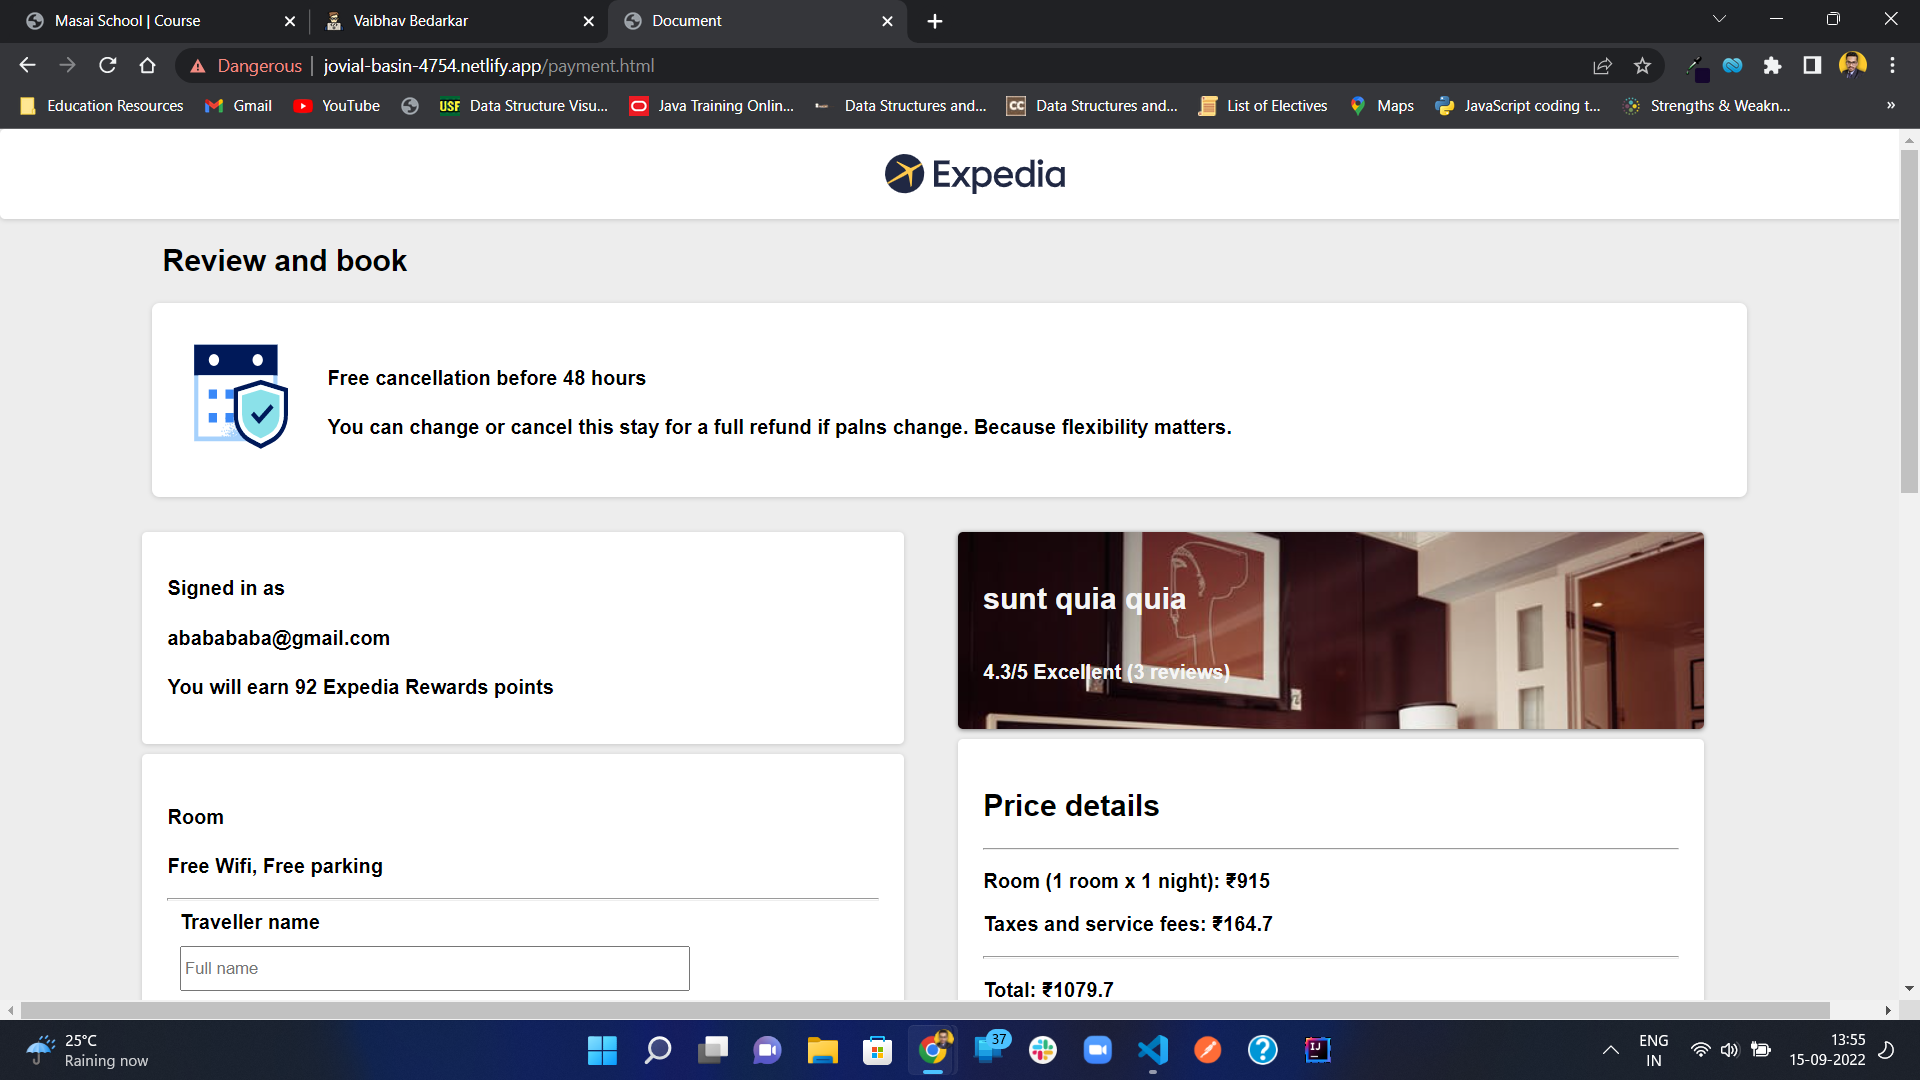 Masai School | Course
Vaibhav Bedarkar
Document
Dangerous
jovial-basin-4754.netlify.app/payment.html
Education Resources
Gmail
YouTube
USF
Data Structure Visu...
Java Training Onlin...
Data Structures and...
CC
Data Structures and...
List of Electives
Maps
JavaScript coding t...
Strengths & Weakn...
»
Expedia
Review and book
Free cancellation before 48 hours
You can change or cancel this stay for a full refund if palns change. Because flexibility matters.
Signed in as
ababababa@gmail.com
You will earn 92 Expedia Rewards points
sunt quia quia
4.3/5 Excellent (3 reviews)
Room
Free Wifi, Free parking
Traveller name
Full name
Price details
Room (1 room x 1 night): ₹915
Taxes and service fees: ₹164.7
Total: ₹1079.7
25°C
Raining now
37
IJ
ENG
IN
13:55
15-09-2022